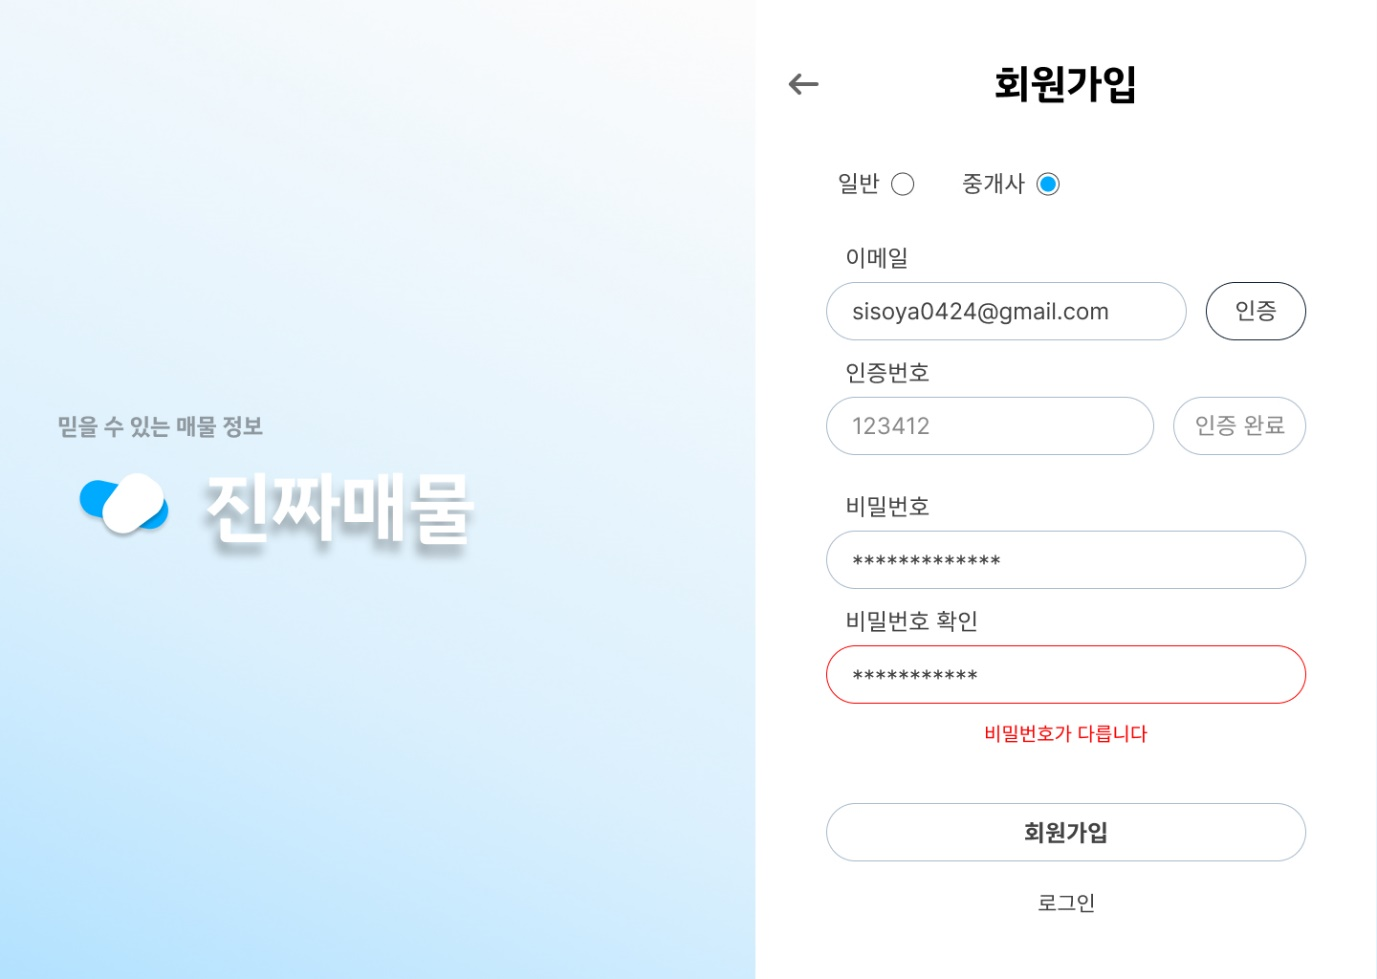 믿을 수 있는 매물 정보
진짜매물
회원가입
일반
중개사
이메일
sisoya0424@gmail.com
인증
인증번호
123412
인증 완료
비밀번호
*************
비밀번호 확인
***********
비밀번호가 다릅니다
회원가입
로그인